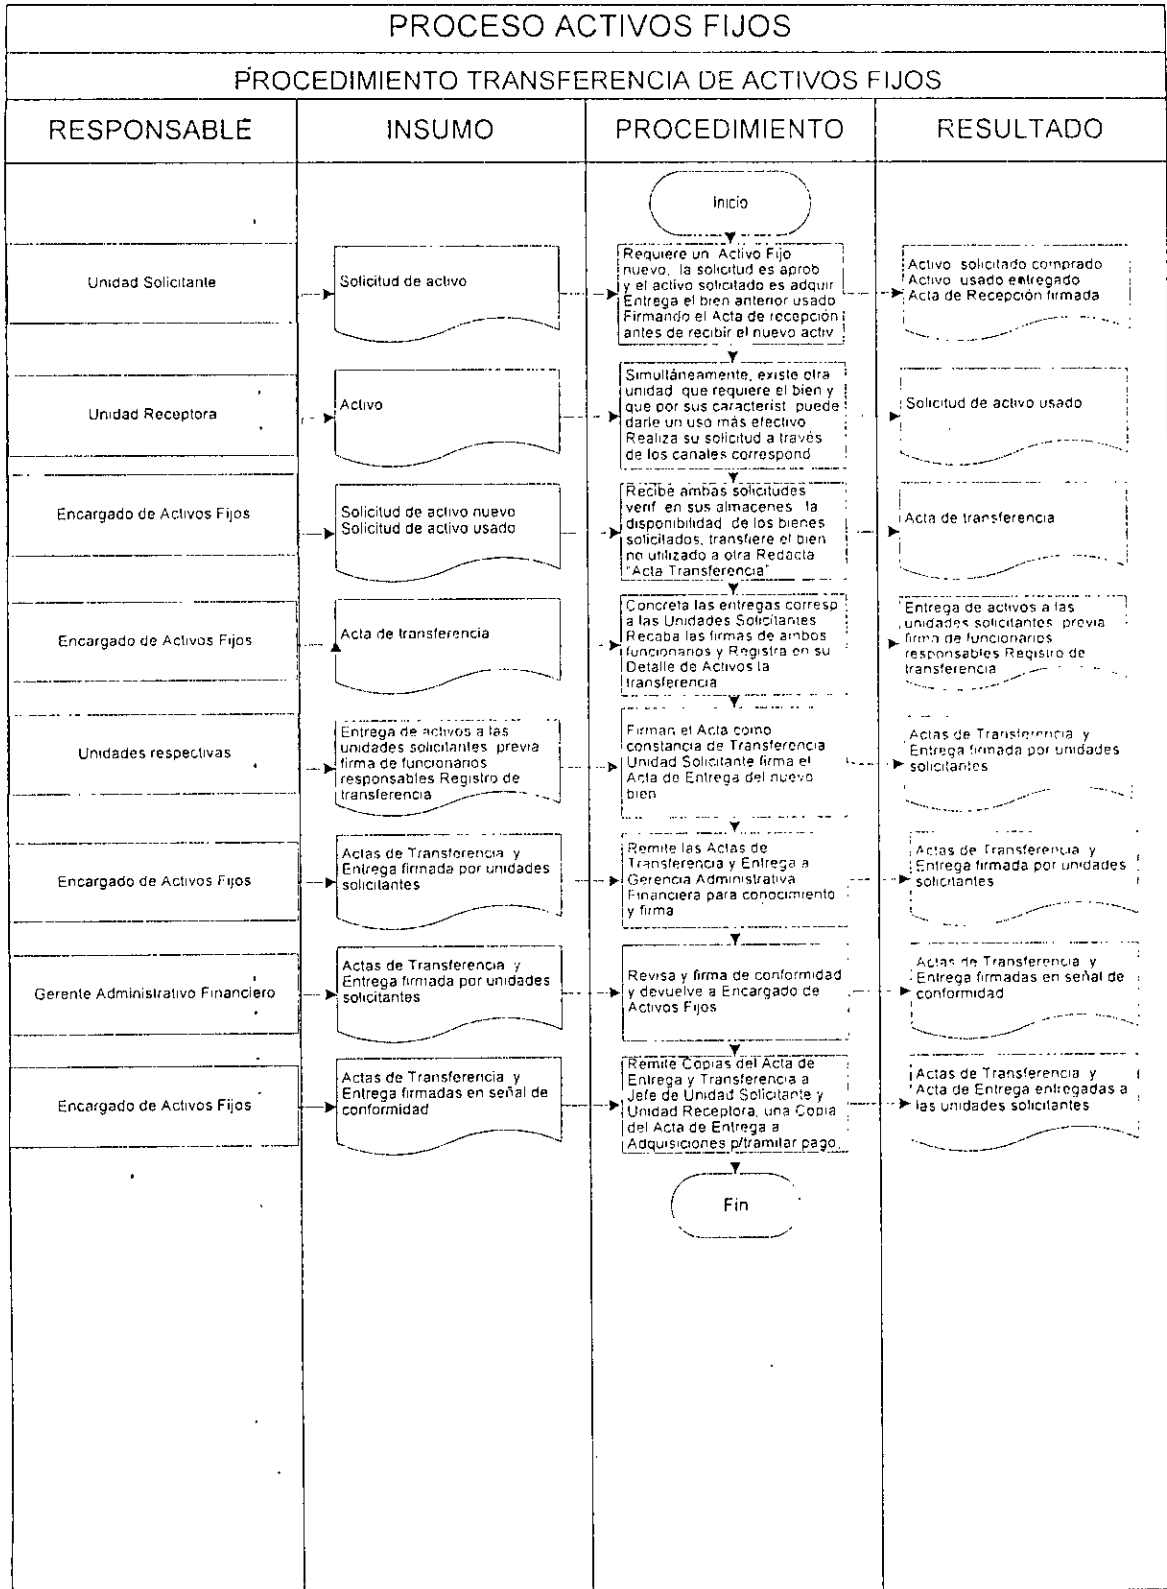 PROCESO ACTIVOS FIJOS
PROCEDIMIENTO TRANSFERENCIA DE ACTIVOS FIJOS
RESPONSABLE
INSUMO
PROCEDIMIENTO
RESULTADO
Inicio
Unidad Solicitante
Solicitud de activo
Requiere un Activo Fijo
nuevo, la solicitud es aprob
y el activo solicitado es adquir
Entrega el bien anterior usado
Firmando el Acta de recepción
antes de recibir el nuevo activ
Activo solicitado comprado
Activo usado entregado
Acta de Recepción firmada
Unidad Receptora
Activo
Simultáneamente, existe otra
unidad que requiere el bien y
que por sus caracterist puede
darle un uso más efectivo
Realiza su solicitud a través
de los canales correspond
Solicitud de activo usado
Encargado de Activos Fijos
Solicitud de activo nuevo
Solicitud de activo usado
Recibe ambas solicitudes
verif en sus almacenes la
disponibilidad de los bienes
solicitados, transfiere el bien
no utilizado a otra Redacta
"Acta Transferencia"
Acta de transferencia
Encargado de Activos Fijos
Acta de transferencia
Concreta las entregas corresp
a las Unidades Solicitantes
Recaba las firmas de ambos
funcionarios y Registra en su
Detalle de Activos la
transferencia
Entrega de activos a las
unidades solicitantes previa
firma de funcionarios
responsables Registro de
transferencia
Unidades respectivas
Entrega de activos a las
unidades solicitantes previa
firma de funcionarios
responsables Registro de
transferencia
Firman el Acta como
constancia de Transferencia
Unidad Solicitante firma el
Acta de Entrega del nuevo
bien
Actas de Transferencia y
Entrega firmada por unidades
solicitantes
Encargado de Activos Fijos
Actas de Transferencia y
Entrega firmada por unidades
solicitantes
Remite las Actas de
Transferencia y Entrega a
Gerencia Administrativa
Financiera para conocimiento
y firma
Actas de Transferencia y
Entrega firmada por unidades
solicitantes
Gerente Administrativo Financiero
Actas de Transferencia y
Entrega firmada por unidades
solicitantes
Revisa y firma de conformidad
y devuelve a Encargado de
Activos Fijos
Actas de Transferencia y
Entrega firmadas en señal de
conformidad
Encargado de Activos Fijos
Actas de Transferencia y
Entrega firmadas en señal de
conformidad
Remite Copias del Acta de
Entrega y Transferencia a
Jefe de Unidad Solicitante y
Unidad Receptora, una Copia
del Acta de Entrega a
Adquisiciones p/tramitar pago.
Actas de Transferencia y
Acta de Entrega entregadas a
las unidades solicitantes
Fin